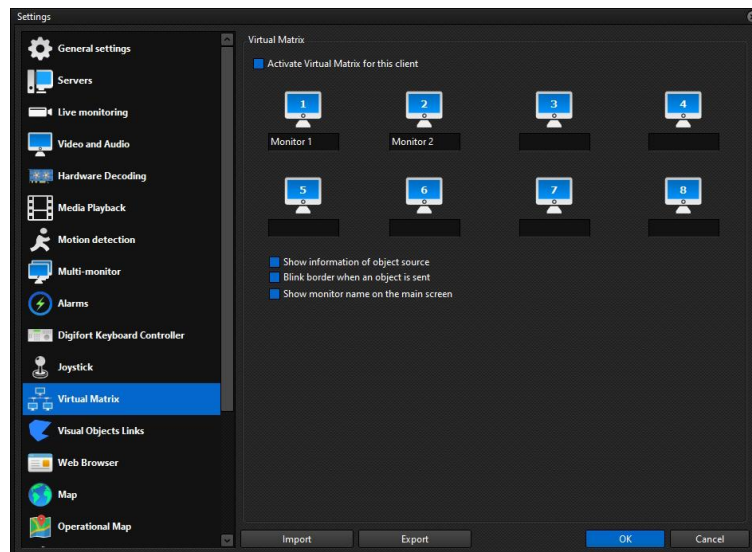 Settings
General settings
Servers
Live monitoring
Video and Audio
Hardware Decoding
Media Playback
Motion detection
Multi-monitor
Alarms
Digifort Keyboard Controller
Joystick
Virtual Matrix
Visual Objects Links
Web Browser
Map
Operational Map
Virtual Matrix
Activate Virtual Matrix for this client
1 2 3 4
Monitor 1 Monitor 2
5 6 7 8
Show information of object source
Blink border when an object is sent
Show monitor name on the main screen
Import Export OK Cancel